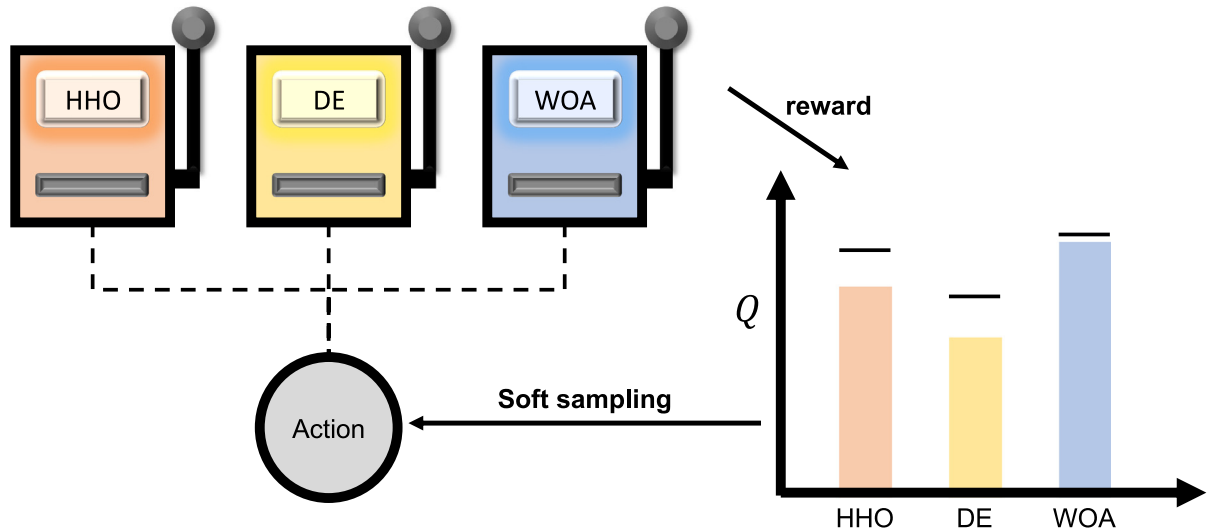 HHO
DE
WOA
reward
Q
Soft sampling
Action
HHO
DE
WOA